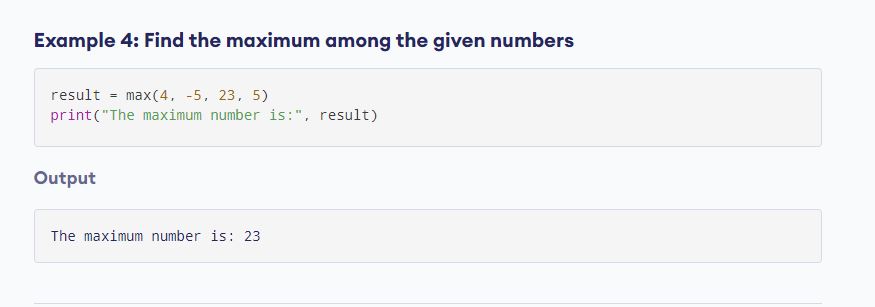 Example 4: Find the maximum among the given numbers
result = max(4, -5, 23, 5)
print("The maximum number is:", result)
Output
The maximum number is: 23